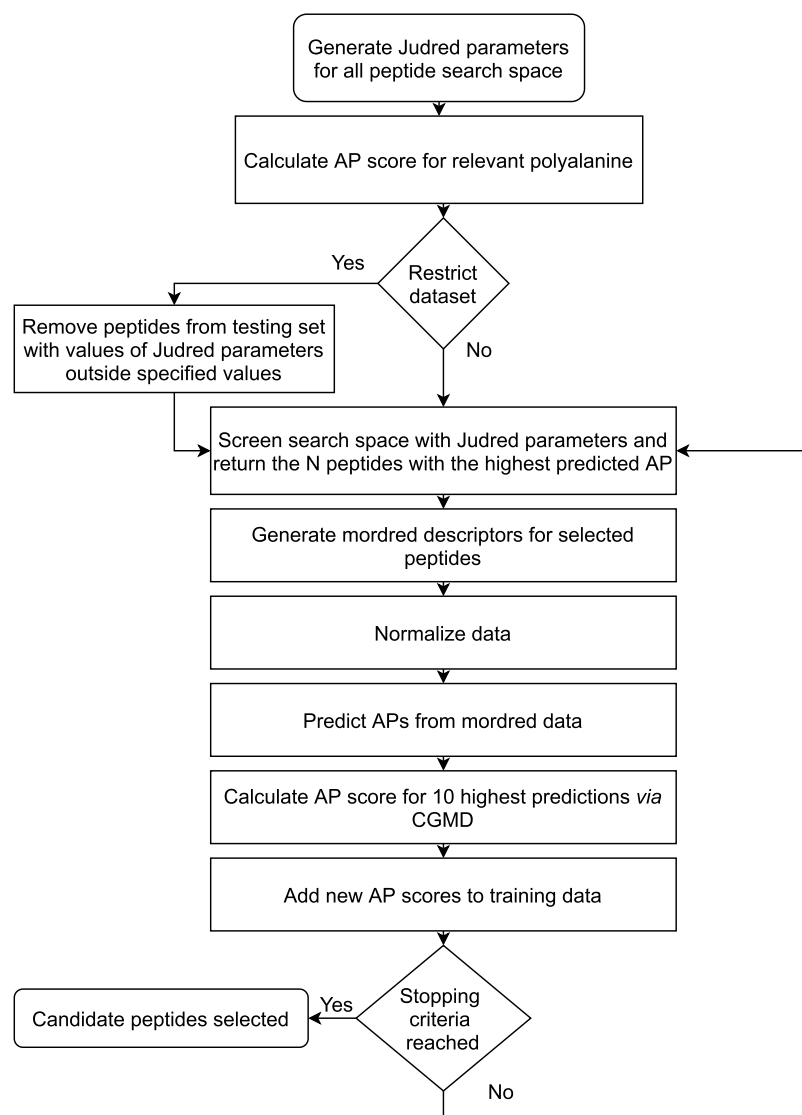 Generate Judred parameters
for all peptide search space
Calculate AP score for relevant polyalanine
Yes
Restrict
dataset
No
Remove peptides from testing set
with values of Judred parameters
outside specified values
Screen search space with Judred parameters and
return the N peptides with the highest predicted AP
Generate mordred descriptors for selected
peptides
Normalize data
Predict APs from mordred data
Calculate AP score for 10 highest predictions via
CGMD
Add new AP scores to training data
Stopping
criteria
reached
Yes
Candidate peptides selected
No